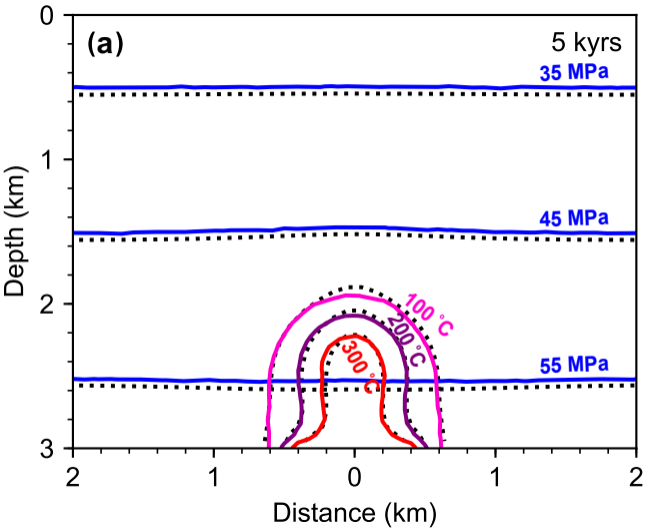 0
(a)
5 kyrs
35 MPa
1
45 MPa
Depth (km)
2
100 °C
200 °C
300 °C
55 MPa
3
2
1
0
1
2
Distance (km)